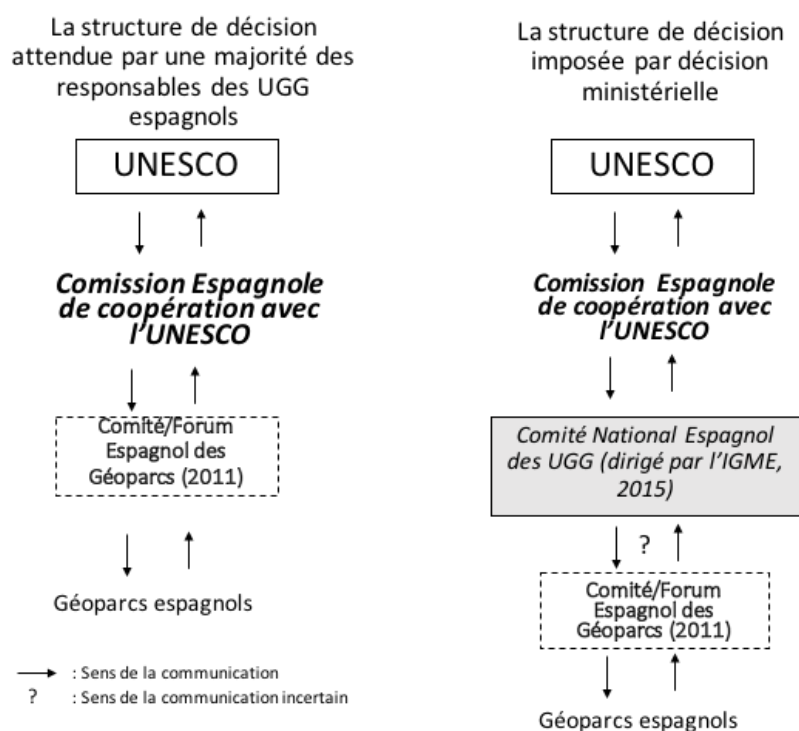 La structure de décision
attendue par une majorité des
responsables des UGG
espagnols
UNESCO
Comission Espagnole
de coopération avec
l'UNESCO
Comité/Forum
Espagnol des
Géoparcs (2011)
Géoparcs espagnols
: Sens de la communication
? : Sens de la communication incertain
La structure de décision
imposée par décision
ministérielle
UNESCO
Comission Espagnole
de coopération avec
l'UNESCO
Comité National Espagnol
des UGG (dirigé par l'IGME,
2015)
?
Comité/Forum
Espagnol des
Géoparcs (2011)
Géoparcs espagnols